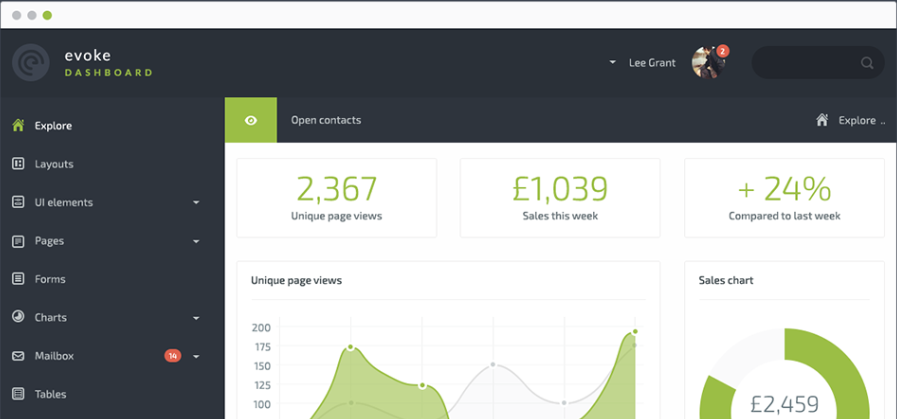 evoke
DASHBOARD
Lee Grant
2
Explore
Open contacts
Explore ..
Layouts
UI elements
Pages
Forms
Charts
Mailbox
14
Tables
2,367
Unique page views
£1,039
Sales this week
+ 24%
Compared to last week
Unique page views
200
175
150
125
100
Sales chart
£2,459